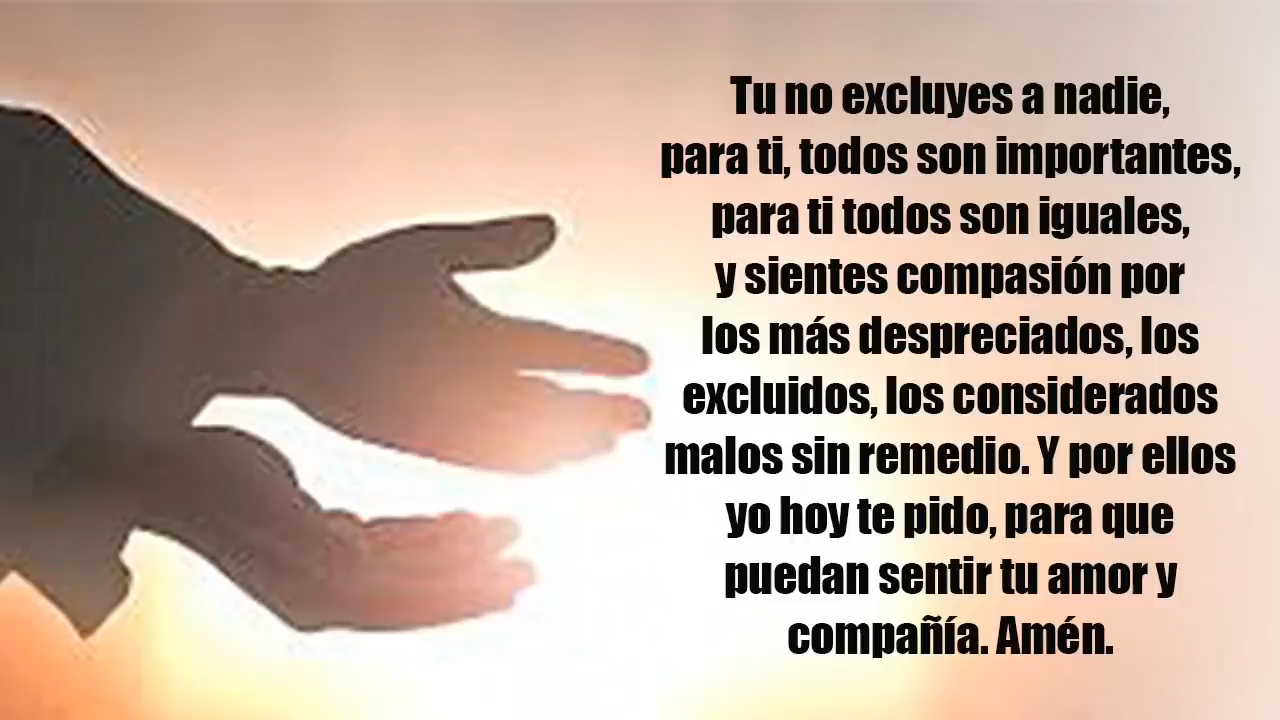 Tu no excluyes a nadie,
para ti, todos son importantes,
para ti todos son iguales,
y sientes compasión por
los más despreciados, los
excluidos, los considerados
malos sin remedio. Y por ellos
yo hoy te pido, para que
puedan sentir tu amor y
compañía. Amén.